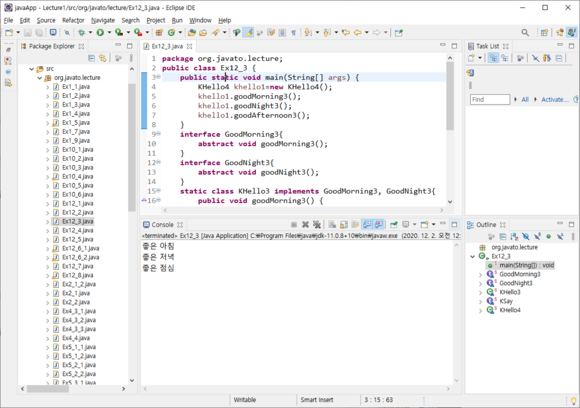 javaApp - Lecture1/src/org/javato/lecture/Ex12_3.java - Eclipse IDE
File Edit Source Refactor Navigate Search Project Run Window Help
Package Explorer
src
org.javato.lecture
Ex1_1.java
Ex1_2.java
Ex1_3.java
Ex1_4.java
Ex1_5.java
Ex1_7.java
Ex10_1.java
Ex10_2.java
Ex10_3.java
Ex10_4.java
Ex10_5.java
Ex10_6.java
Ex12_1.java
Ex12_2.java
Ex12_3.java
Ex12_4.java
Ex12_5.java
Ex12_6_1.java
Ex12_6_2.java
Ex12_7.java
Ex12_8.java
Ex2_1_2.java
Ex2_1.java
Ex4_3_1.java
Ex4_3_2.java
Ex4_3_3.java
Ex4_4.java
Ex5_1_1.java
Ex5_1_2.java
Ex5_2_1.java
Ex5_2_2.java
Ex5_3_1.java
Ex12_3.java
1 package org.javato.lecture;
2 public class Ex12_3 {
3 public static void main(String[] args) {
4 KHello4 khello1=new KHello4();
5 khello1.goodMorning3();
6 khello1.goodNight3();
7 khello1.goodAfternoon3();
8 }
9 interface GoodMorning3{
10 abstract void goodMorning3();
11 }
12 interface GoodNight3{
13 abstract void goodNight3();
14 }
15 static class KHello3 implements GoodMorning3, GoodNight3{
16 public void goodMorning3() {
Console
<terminated> Ex12_3 [Java Application] C:\Program Files\java\jdk-11.0.8+10\bin\javaw.exe (2020. 12. 2. 오전 12:
좋은 아침
좋은 저녁
좋은 점심
Task List
Find
All
Activate...
Outline
org.javato.lecture
Ex12_3
main(String[]) : void
GoodMorning3
GoodNight3
KHello3
KSay
KHello4
Writable
Smart Insert
3 : 15 : 63